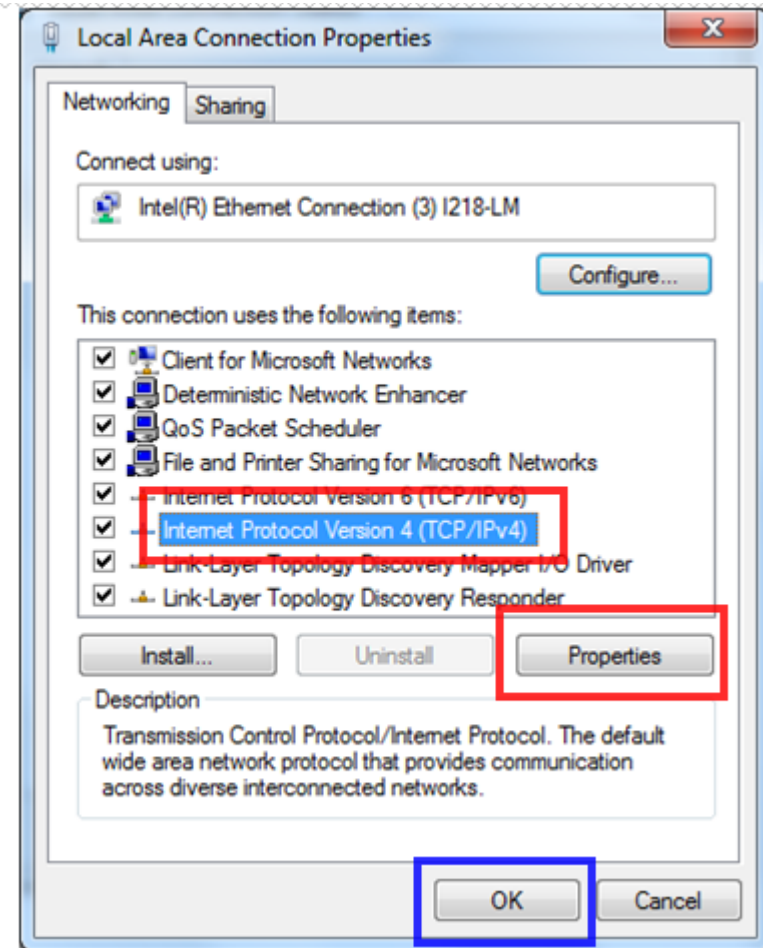 Local Area Connection Properties
Networking
Sharing
Connect using:
Intel(R) Ethernet Connection (3) I218-LM
Configure...
This connection uses the following items:
Client for Microsoft Networks
Deterministic Network Enhancer
QoS Packet Scheduler
File and Printer Sharing for Microsoft Networks
Internet Protocol Version 6 (TCP/IPv6)
Internet Protocol Version 4 (TCP/IPv4)
Link-Layer Topology Discovery Mapper I/O Driver
Link-Layer Topology Discovery Responder
Install...
Uninstall
Properties
Description
Transmission Control Protocol/Internet Protocol. The default
wide area network protocol that provides communication
across diverse interconnected networks.
OK
Cancel